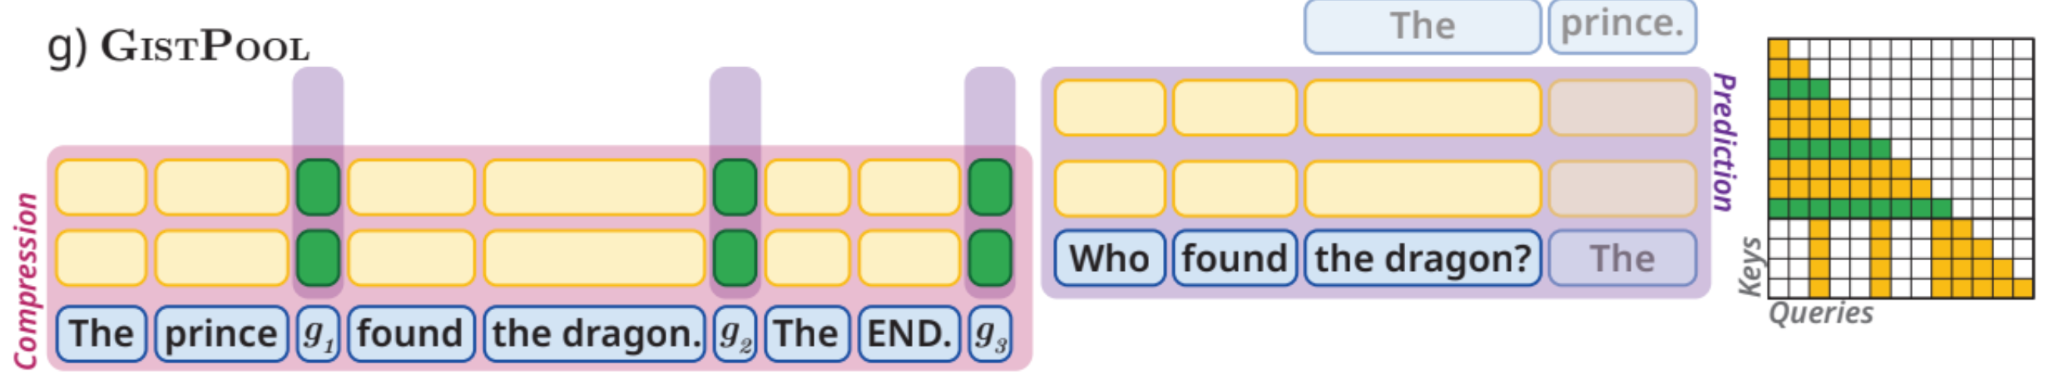 g) GISTPOOL
The prince.
Compression
The prince g1 found the dragon. g2 The END. g3
Who found the dragon? The
Prediction
Keys
Queries